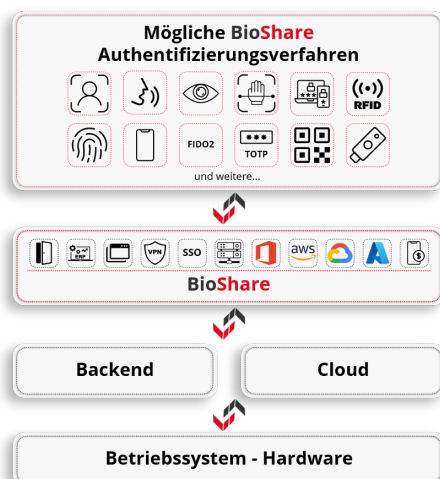 Mögliche BioShare
Authentifizierungsverfahren
RFID
FIDO2
***
TOTP
und weitere...
ERP
VPN
SSO
aws
BioShare
Backend
Cloud
Betriebssystem - Hardware